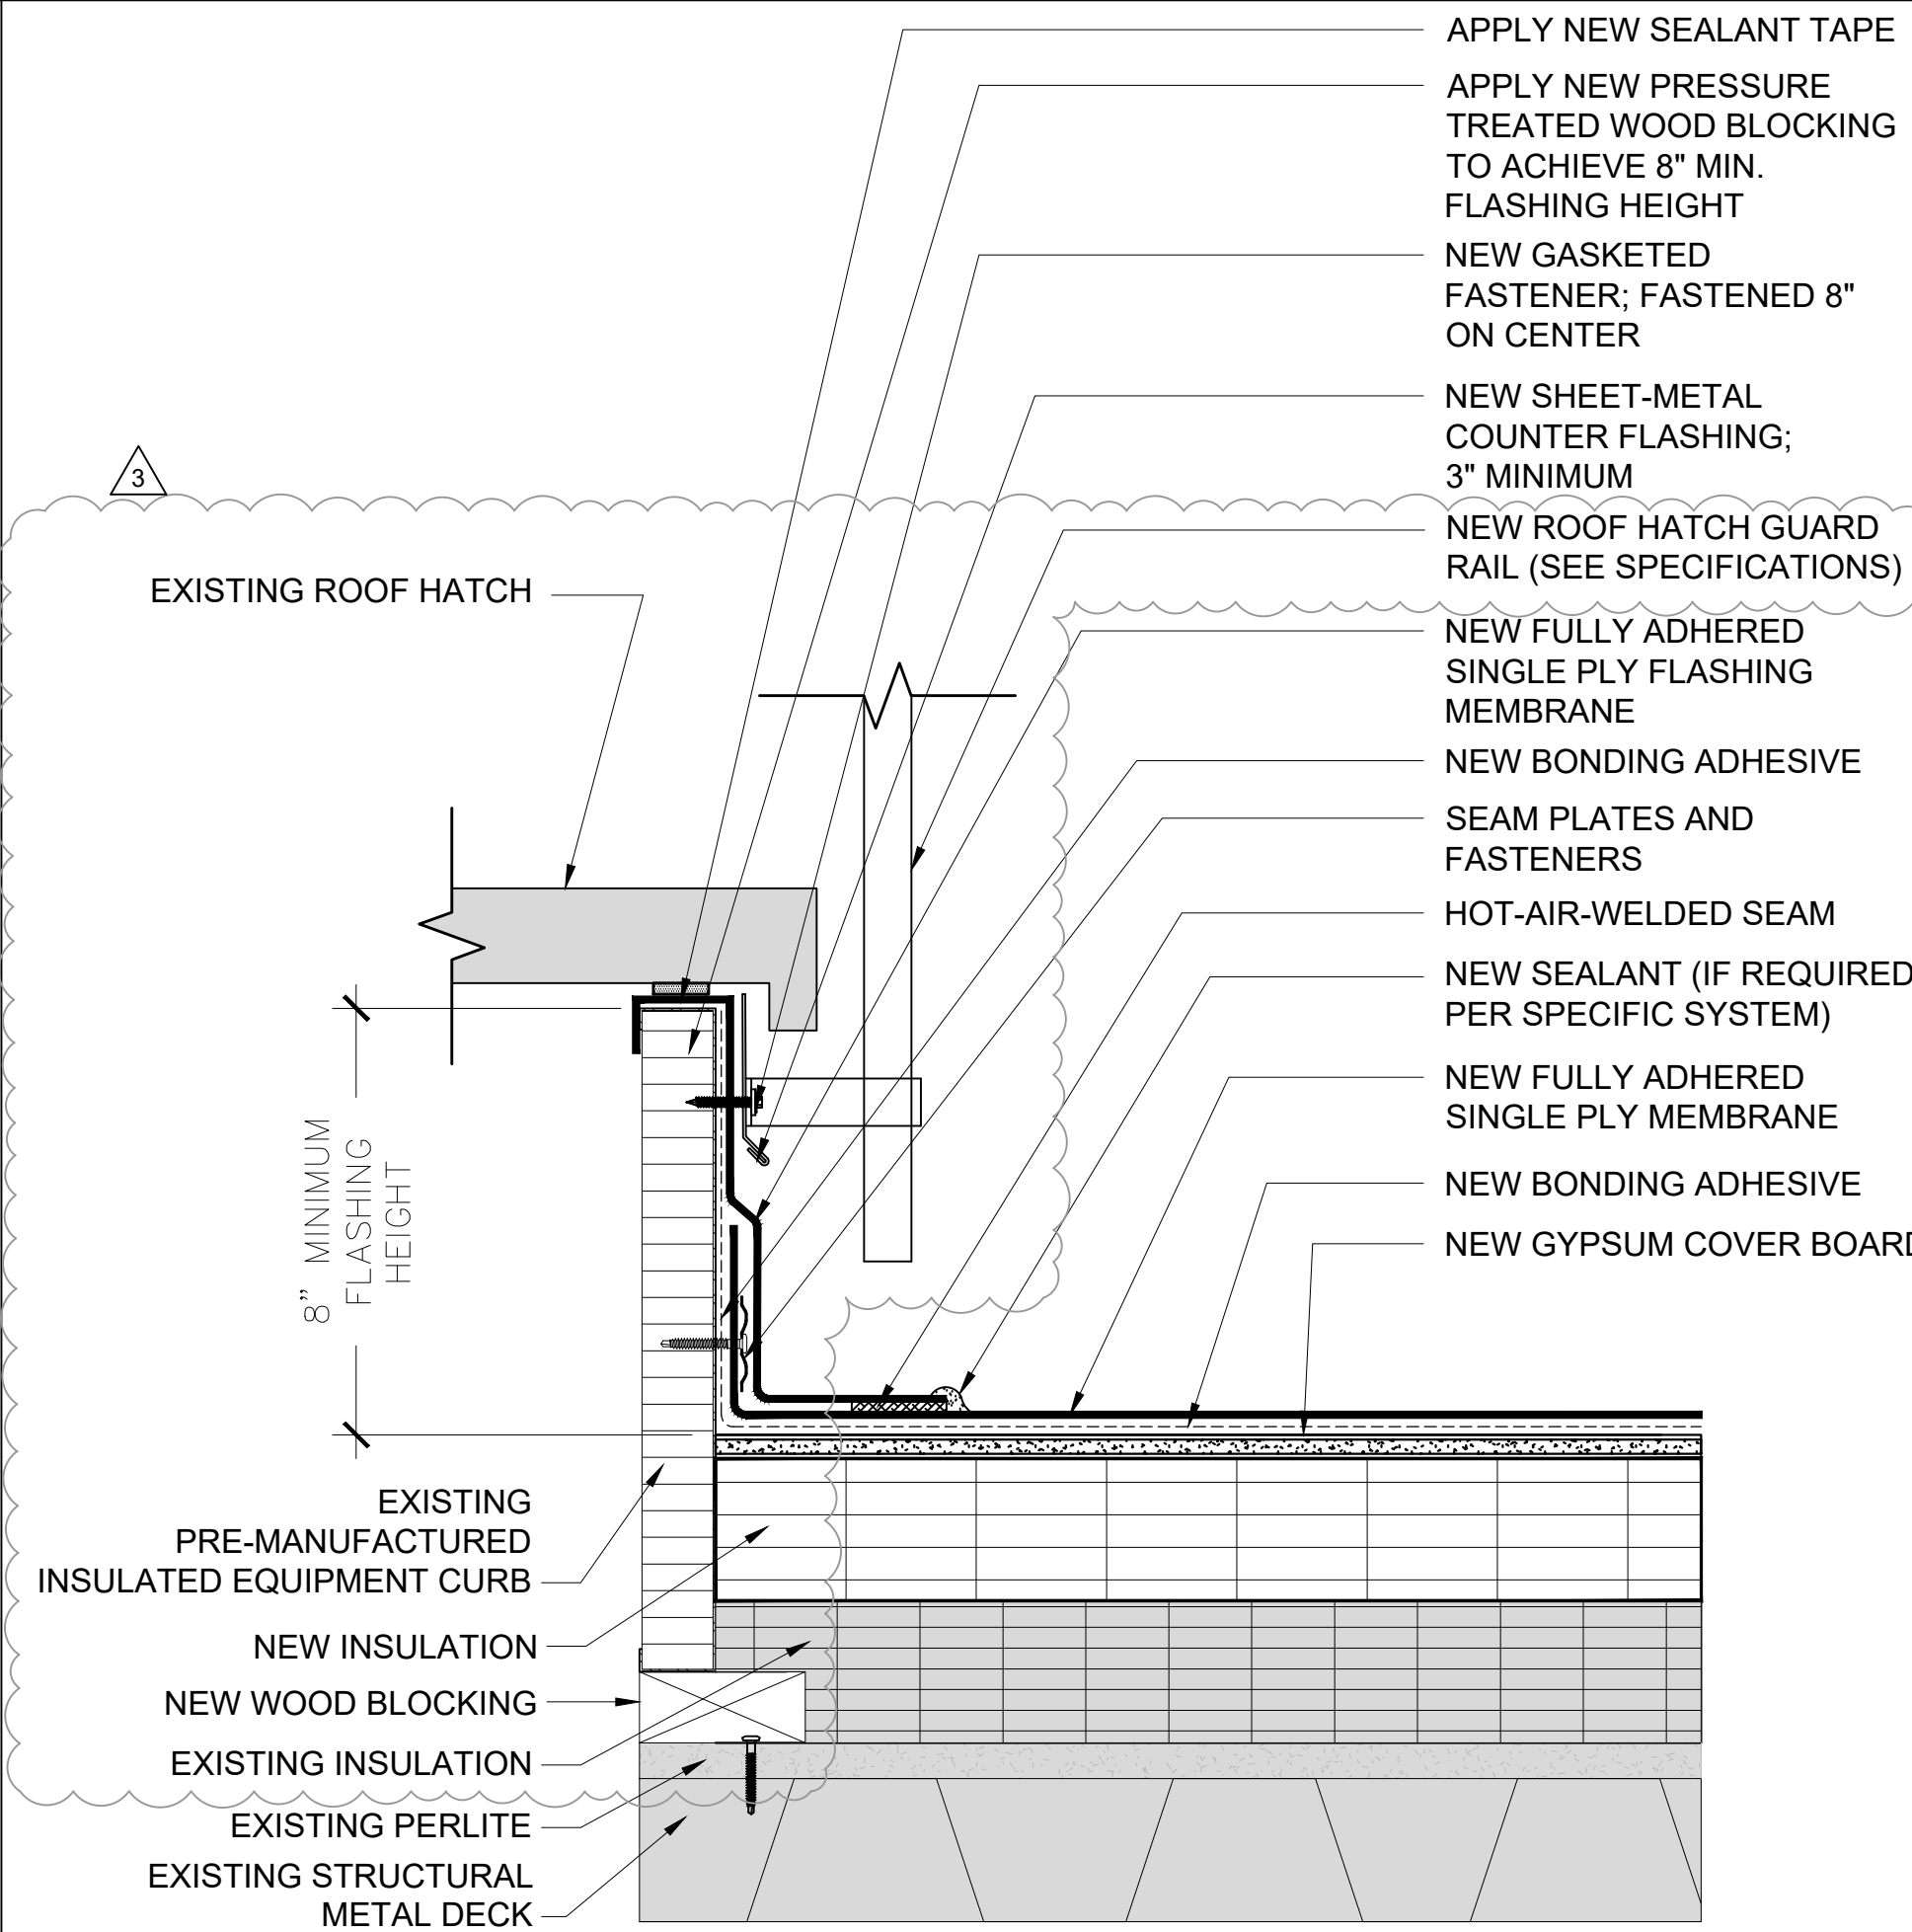 APPLY NEW SEALANT TAPE
APPLY NEW PRESSURE
TREATED WOOD BLOCKING
TO ACHIEVE 8" MIN.
FLASHING HEIGHT
NEW GASKETED
FASTENER; FASTENED 8"
ON CENTER
NEW SHEET-METAL
COUNTER FLASHING;
3" MINIMUM
3
NEW ROOF HATCH GUARD
RAIL (SEE SPECIFICATIONS)
EXISTING ROOF HATCH
NEW FULLY ADHERED
SINGLE PLY FLASHING
MEMBRANE
NEW BONDING ADHESIVE
SEAM PLATES AND
FASTENERS
HOT-AIR-WELDED SEAM
NEW SEALANT (IF REQUIRED
PER SPECIFIC SYSTEM)
NEW FULLY ADHERED
SINGLE PLY MEMBRANE
NEW BONDING ADHESIVE
NEW GYPSUM COVER BOARD
8" MINIMUM
FLASHING
HEIGHT
EXISTING
PRE-MANUFACTURED
INSULATED EQUIPMENT CURB
NEW INSULATION
NEW WOOD BLOCKING
EXISTING INSULATION
EXISTING PERLITE
EXISTING STRUCTURAL
METAL DECK